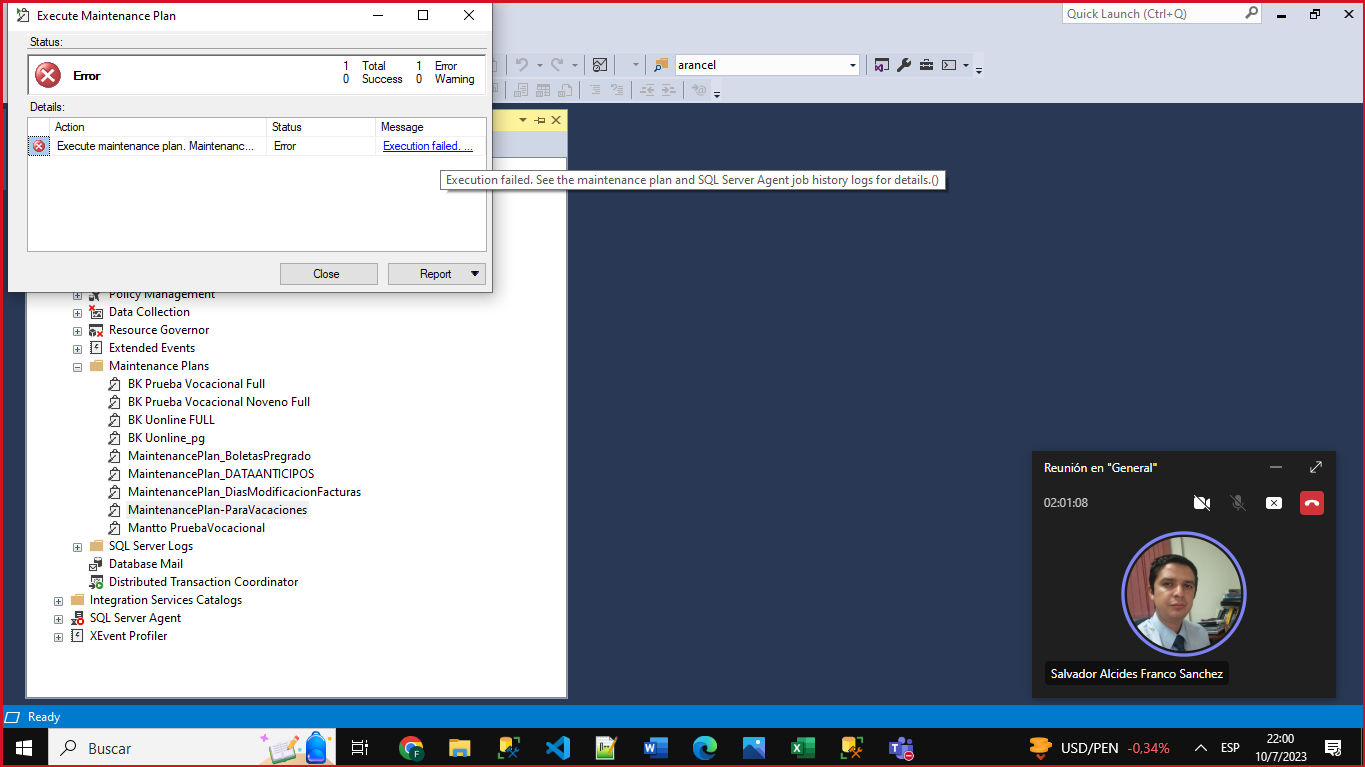 Execute Maintenance Plan
Quick Launch (Ctrl+Q)
Status:
Error
1 Total 1 Error
0 Success 0 Warning
arancel
Details:
Action Status Message
Execute maintenance plan. Maintenanc... Error Execution failed. ...
Execution failed. See the maintenance plan and SQL Server Agent job history logs for details.()
Close Report
Policy Management
Data Collection
Resource Governor
Extended Events
Maintenance Plans
BK Prueba Vocacional Full
BK Prueba Vocacional Noveno Full
BK Uonline FULL
BK Uonline_pg
MaintenancePlan_BoletasPregrado
MaintenancePlan_DATAANTICIPOS
MaintenancePlan_DiasModificacionFacturas
MaintenancePlan-ParaVacaciones
Mantto PruebaVocacional
SQL Server Logs
Database Mail
Distributed Transaction Coordinator
Integration Services Catalogs
SQL Server Agent
XEvent Profiler
Reunión en "General"
02:01:08
Salvador Alcides Franco Sanchez
Ready
Buscar
USD/PEN -0,34%
ESP
22:00
10/7/2023